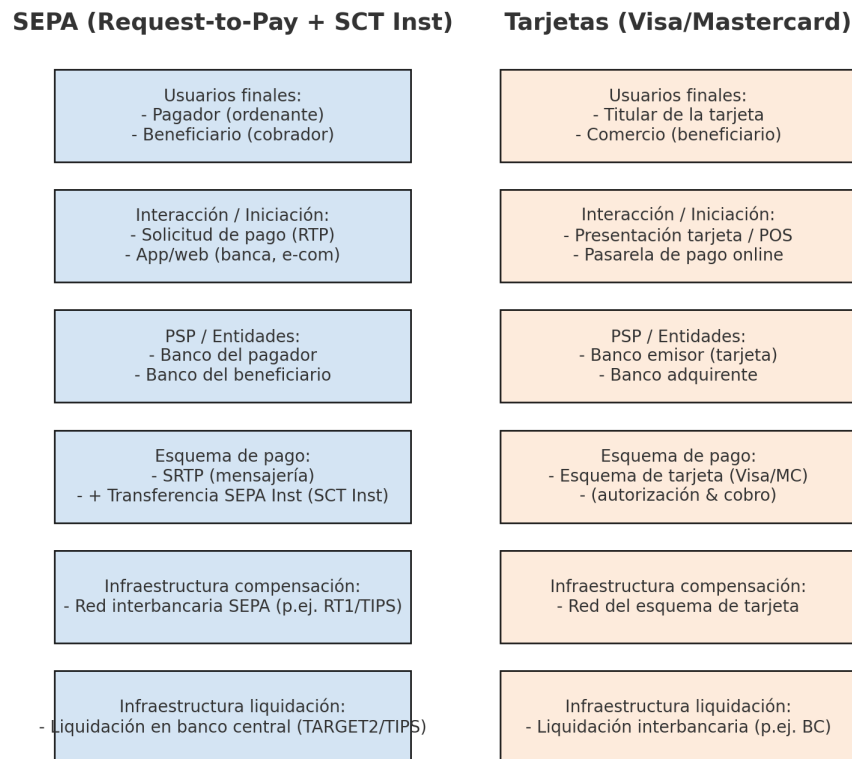 SEPA (Request-to-Pay + SCT Inst)
Usuarios finales:
- Pagador (ordenante)
- Beneficiario (cobrador)
Interacción / Iniciación:
- Solicitud de pago (RTP)
- App/web (banca, e-com)
PSP / Entidades:
- Banco del pagador
- Banco del beneficiario
Esquema de pago:
- SRTP (mensajería)
- + Transferencia SEPA Inst (SCT Inst)
Infraestructura compensación:
- Red interbancaria SEPA (p.ej. RT1/TIPS)
Infraestructura liquidación:
- Liquidación en banco central (TARGET2/TIPS)
Tarjetas (Visa/Mastercard)
Usuarios finales:
- Titular de la tarjeta
- Comercio (beneficiario)
Interacción / Iniciación:
- Presentación tarjeta / POS
- Pasarela de pago online
PSP / Entidades:
- Banco emisor (tarjeta)
- Banco adquirente
Esquema de pago:
- Esquema de tarjeta (Visa/MC)
- (autorización & cobro)
Infraestructura compensación:
- Red del esquema de tarjeta
Infraestructura liquidación:
- Liquidación interbancaria (p.ej. BC)